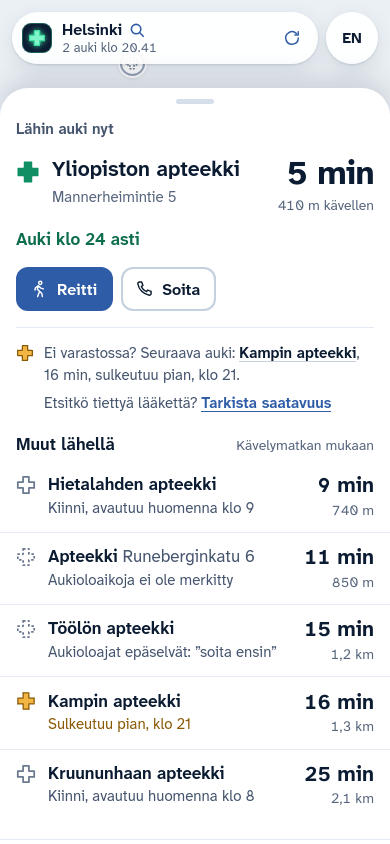 Helsinki
2 auki klo 20.41
EN
Lähin auki nyt
Yliopiston apteekki
5 min
Mannerheimintie 5
410 m kävellen
Auki klo 24 asti
Reitti
Soita
Ei varastossa? Seuraava auki: Kampin apteekki,
16 min, sulkeutuu pian, klo 21.
Etsitkö tiettyä lääkettä? Tarkista saatavuus
Muut lähellä
Kävelymatkan mukaan
Hietalahden apteekki
9 min
Kiinni, avautuu huomenna klo 9
740 m
Apteekki Runeberginkatu 6
11 min
Aukioloaikoja ei ole merkitty
850 m
Töölön apteekki
15 min
Aukioloajat epäselvät: ”soita ensin”
1,2 km
Kampin apteekki
16 min
Sulkeutuu pian, klo 21
1,3 km
Kruununhaan apteekki
25 min
Kiinni, avautuu huomenna klo 8
2,1 km